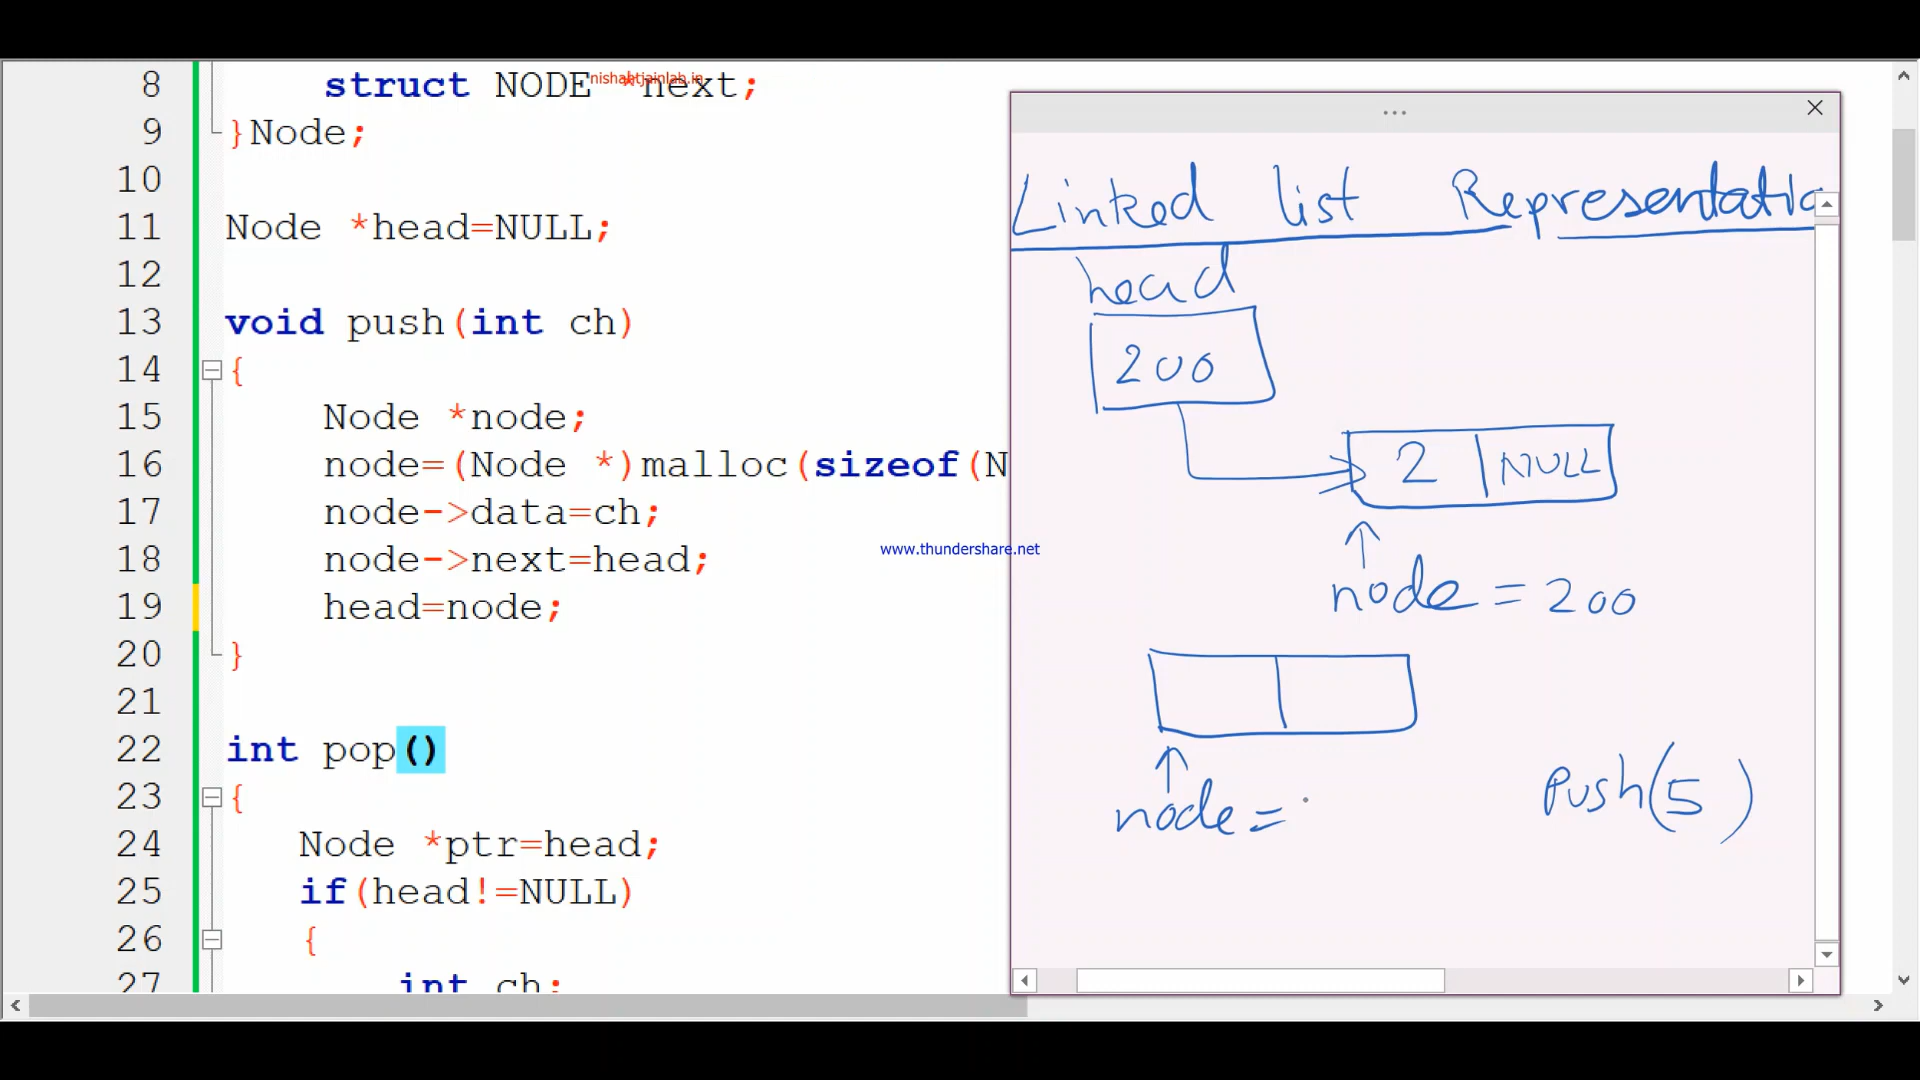 8 struct NODE *next;
nishantjainlab.in
9 }Node;
10
11 Node *head=NULL;
12
13 void push(int ch)
14 {
15 Node *node;
16 node=(Node *)malloc(sizeof(N
17 node->data=ch;
18 node->next=head;
19 head=node;
20 }
21
22 int pop()
23 {
24 Node *ptr=head;
25 if(head!=NULL)
26 {
27 int ch;
www.thundershare.net
Linked list Representatio
head
200
2 NULL
node = 200
node =
Push(5 )